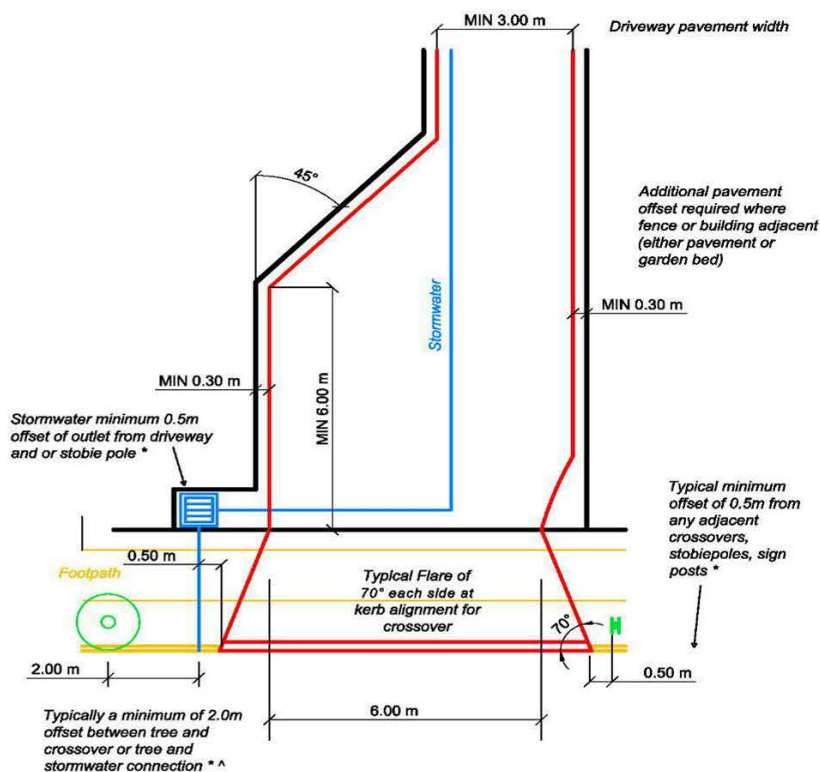 MIN 3.00 m
Driveway pavement width
45°
Additional pavement
offset required where
fence or building adjacent
(either pavement or
garden bed)
Stormwater
MIN 0.30 m
MIN 0.30 m
MIN 6.00 m
Stormwater minimum 0.5m
offset of outlet from driveway
and or stobie pole *
Typical minimum
offset of 0.5m from
any adjacent
crossovers,
stobiepoles, sign
posts *
0.50 m
Footpath
Typical Flare of
70° each side at
kerb alignment for
crossover
70°
2.00 m
0.50 m
6.00 m
Typically a minimum of 2.0m
offset between tree and
crossover or tree and
stormwater connection * ^